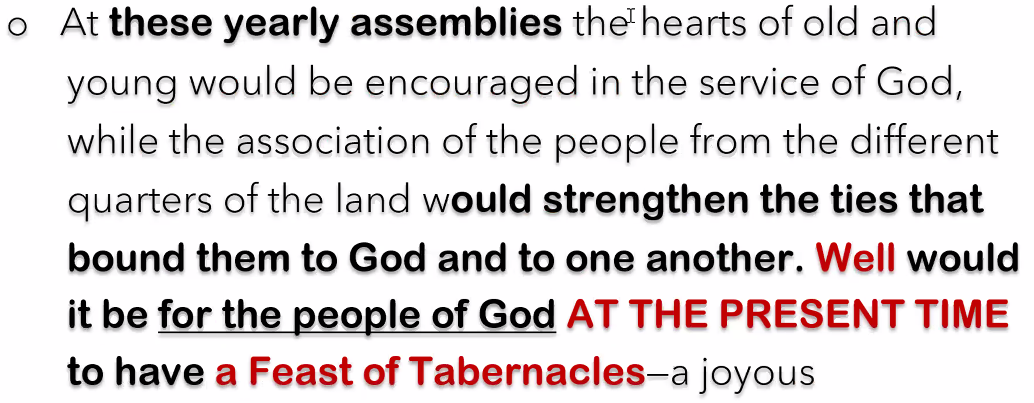 o At these yearly assemblies the hearts of old and
young would be encouraged in the service of God,
while the association of the people from the different
quarters of the land would strengthen the ties that
bound them to God and to one another. Well would
it be for the people of God AT THE PRESENT TIME
to have a Feast of Tabernacles—a joyous